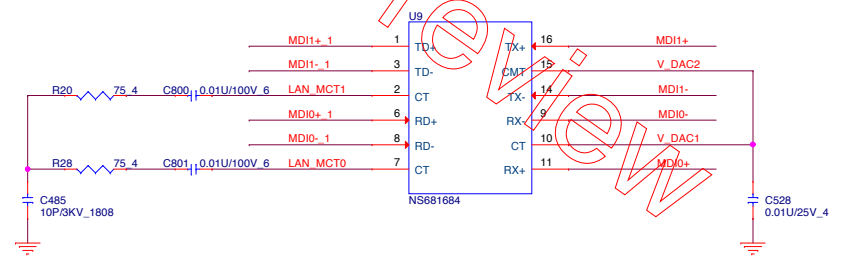 U9
MDI1+_1 1 TD+ TX+ 16 MDI1+
MDI1-_1 3 TD- CMT 15 V_DAC2
R20 75_4 C800 0.01U/100V_6 LAN_MCT1 2 CT TX- 14 MDI1-
MDI0+_1 6 RD+ RX- 9 MDI0-
MDI0-_1 8 RD- CT 10 V_DAC1
R28 75_4 C801 0.01U/100V_6 LAN_MCT0 7 CT RX+ 11 MDI0+
C485
10P/3KV_1808
NS681684
C528
0.01U/25V_4